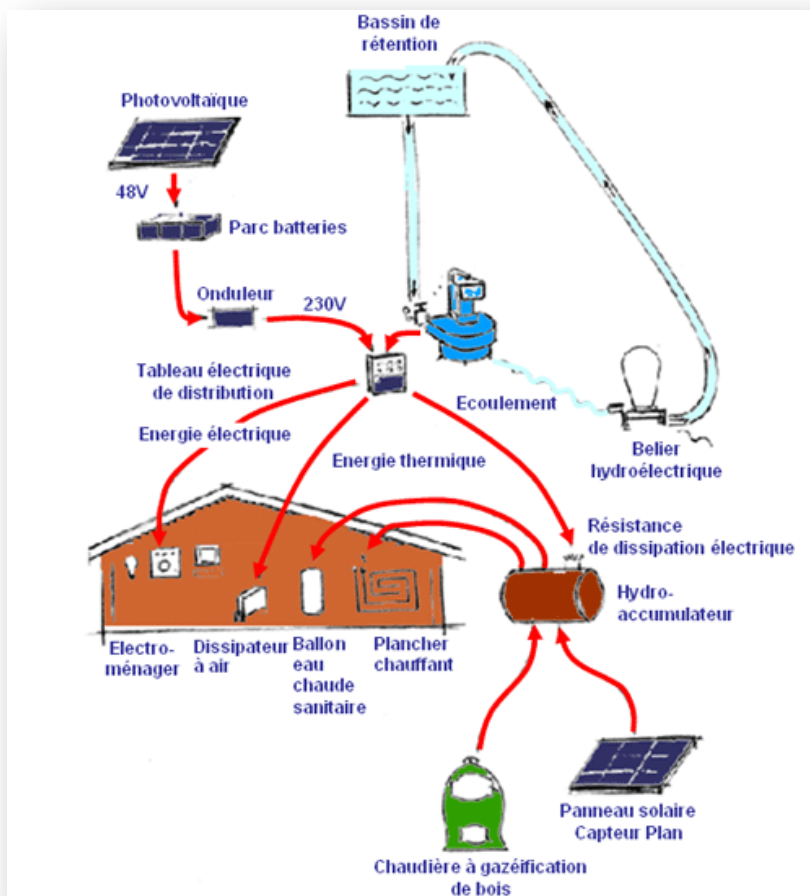 Bassin de
rétention
Photovoltaïque
48V
Parc batteries
Onduleur
230V
Tableau électrique
de distribution
Ecoulement
Energie électrique
Energie thermique
Belier
hydroélectrique
Résistance
de dissipation électrique
Hydro-
accumulateur
Electro-
ménager
Dissipateur
à air
Ballon
eau
chaude
sanitaire
Plancher
chauffant
Panneau solaire
Capteur Plan
Chaudière à gazéification
de bois